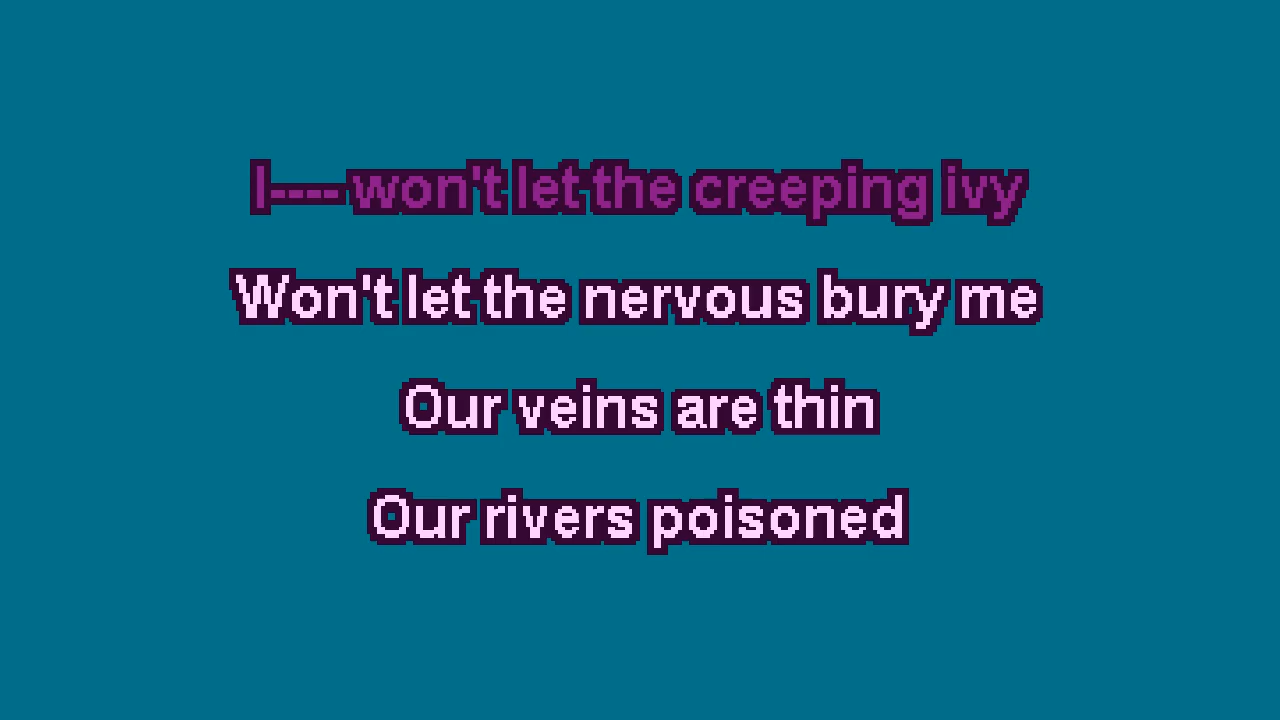 I---- won't let the creeping ivy
Won't let the nervous bury me
Our veins are thin
Our rivers poisoned